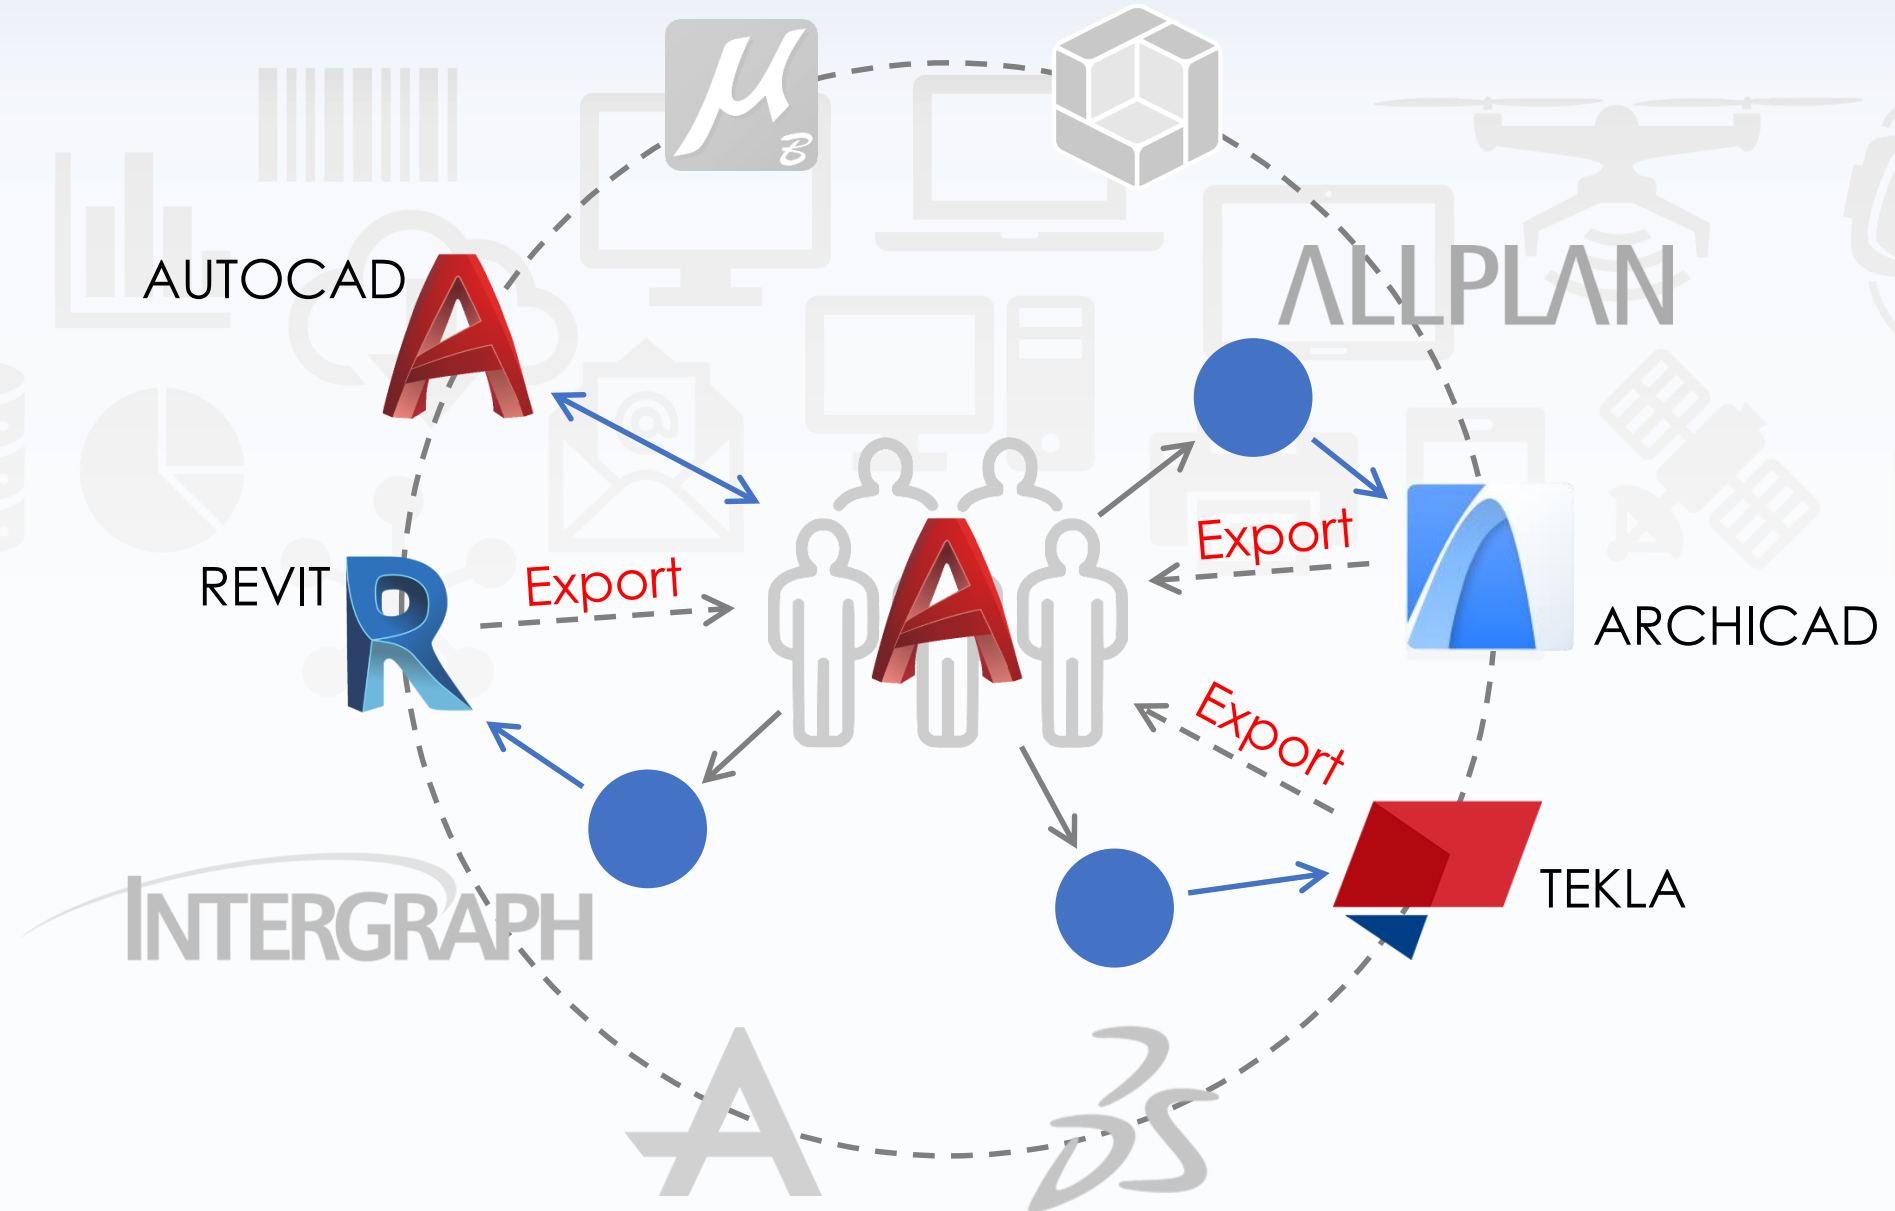 μ
B
AUTOCAD
ALLPLAN
@
Export
REVIT
Export
ARCHICAD
Export
INTERGRAPH
TEKLA